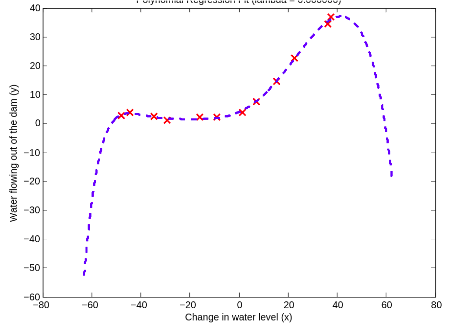 Polynomial Regression Fit (lambda = 0.000000)
40
30
20
10
0
−10
−20
−30
−40
−50
−60
Water flowing out of the dam (y)
−80 −60 −40 −20 0 20 40 60 80
Change in water level (x)